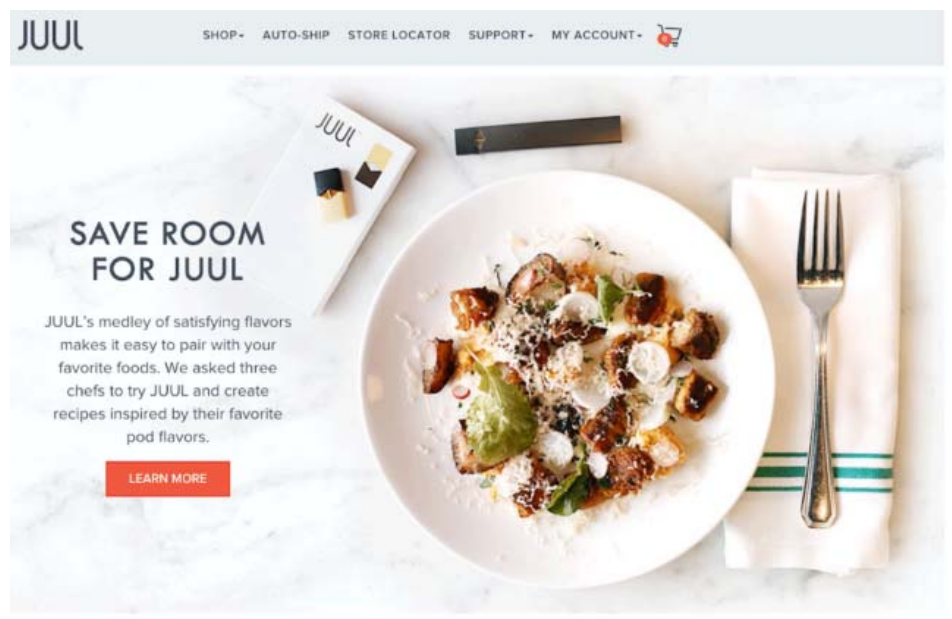 JUUL
SHOP AUTO-SHIP STORE LOCATOR SUPPORT MY ACCOUNT 0
JUUL
SAVE ROOM
FOR JUUL
JUUL's medley of satisfying flavors
makes it easy to pair with your
favorite foods. We asked three
chefs to try JUUL and create
recipes inspired by their favorite
pod flavors.
LEARN MORE